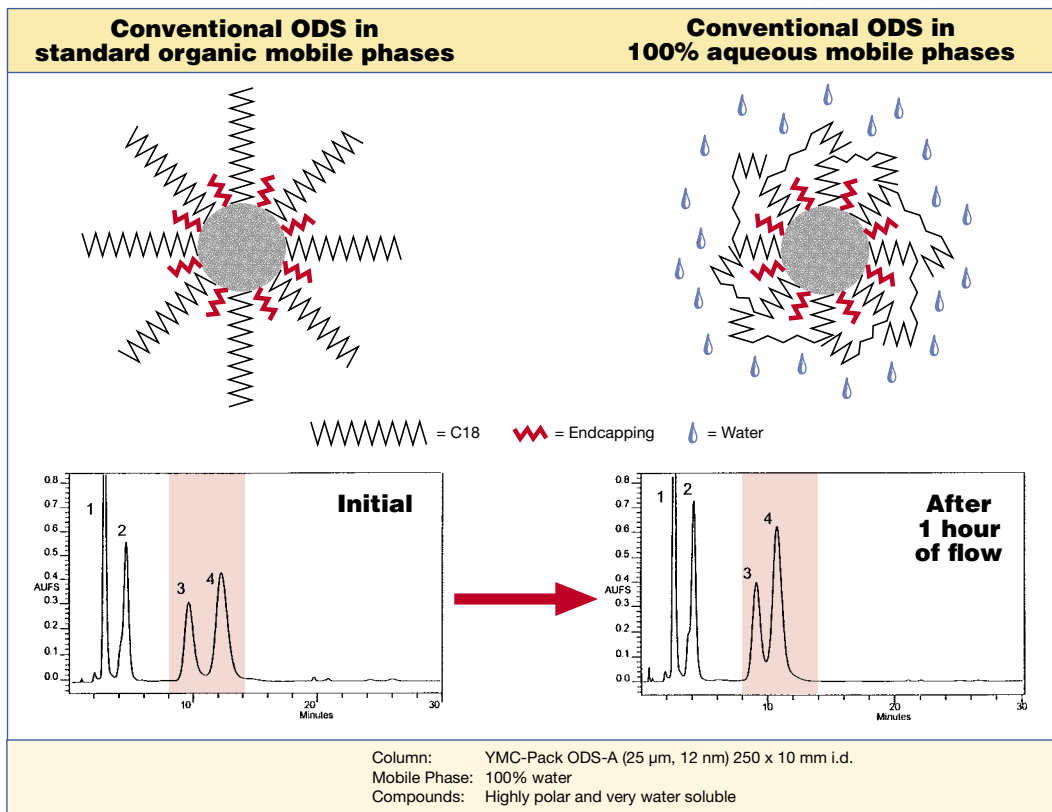 Conventional ODS in
standard organic mobile phases
Conventional ODS in
100% aqueous mobile phases
= C18
= Endcapping
= Water
Initial
0.8
0.7
0.6
0.5
AUFS
0.4
0.3
0.2
0.1
0.0
1
2
3
4
10
20
30
Minutes
After
1 hour
of flow
0.8
0.7
0.6
0.5
AUFS
0.4
0.3
0.2
0.1
0.0
1
2
3
4
10
20
30
Minutes
Column: YMC-Pack ODS-A (25 µm, 12 nm) 250 x 10 mm i.d.
Mobile Phase: 100% water
Compounds: Highly polar and very water soluble